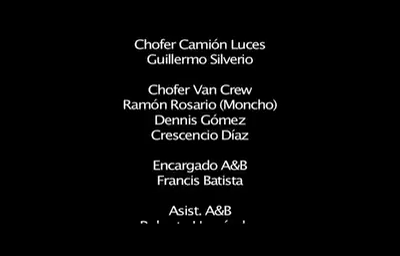 Chofer Camión Luces
Guillermo Silverio
Chofer Van Crew
Ramón Rosario (Moncho)
Dennis Gómez
Crescencio Díaz
Encargado A&B
Francis Batista
Asist. A&B